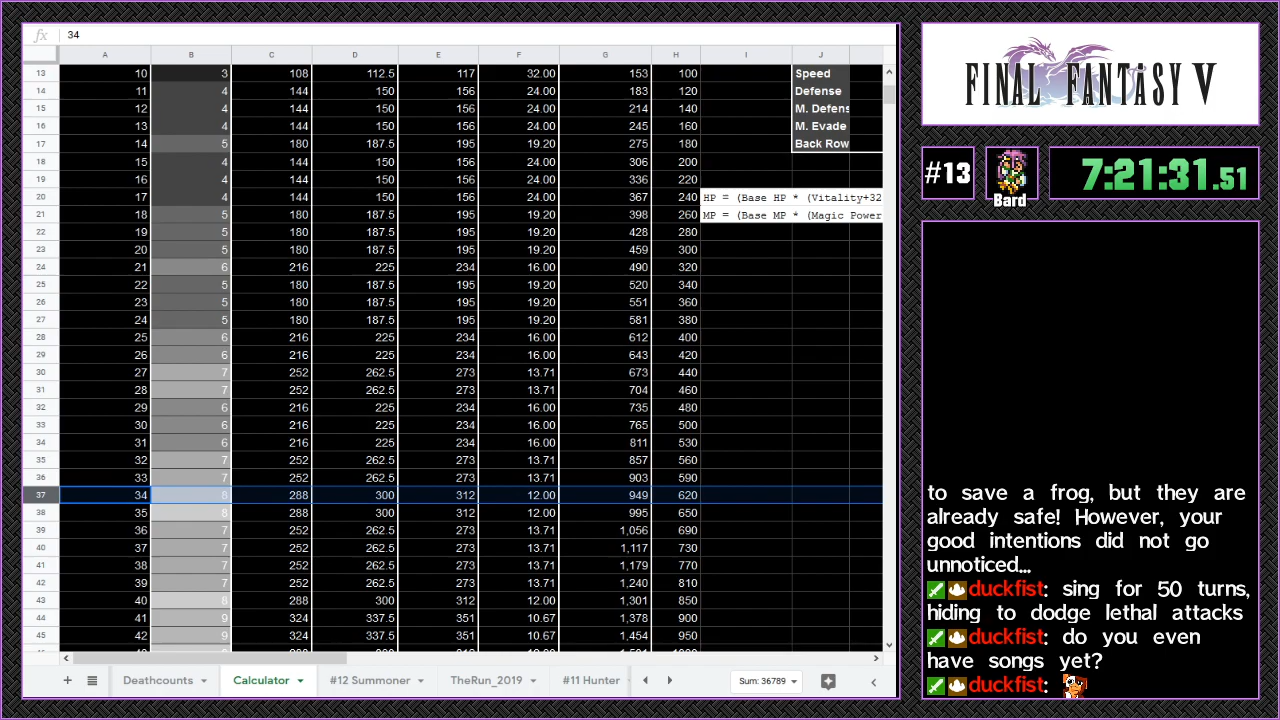 fx 34
A B C D E F G H I J
13 10 3 108 112.5 117 32.00 153 100 Speed
14 11 4 144 150 156 24.00 183 120 Defense
15 12 4 144 150 156 24.00 214 140 M. Defens
16 13 4 144 150 156 24.00 245 160 M. Evade
17 14 5 180 187.5 195 19.20 275 180 Back Row
18 15 4 144 150 156 24.00 306 200
19 16 4 144 150 156 24.00 336 220
20 17 4 144 150 156 24.00 367 240 HP = (Base HP * (Vitality+32
21 18 5 180 187.5 195 19.20 398 260 MP = (Base MP * (Magic Power
22 19 5 180 187.5 195 19.20 428 280
23 20 5 180 187.5 195 19.20 459 300
24 21 6 216 225 234 16.00 490 320
25 22 5 180 187.5 195 19.20 520 340
26 23 5 180 187.5 195 19.20 551 360
27 24 5 180 187.5 195 19.20 581 380
28 25 6 216 225 234 16.00 612 400
29 26 6 216 225 234 16.00 643 420
30 27 7 252 262.5 273 13.71 673 440
31 28 7 252 262.5 273 13.71 704 460
32 29 6 216 225 234 16.00 735 480
33 30 6 216 225 234 16.00 765 500
34 31 6 216 225 234 16.00 811 530
35 32 7 252 262.5 273 13.71 857 560
36 33 7 252 262.5 273 13.71 903 590
37 34 8 288 300 312 12.00 949 620
38 35 8 288 300 312 12.00 995 650
39 36 7 252 262.5 273 13.71 1,056 690
40 37 7 252 262.5 273 13.71 1,117 730
41 38 7 252 262.5 273 13.71 1,179 770
42 39 7 252 262.5 273 13.71 1,240 810
43 40 8 288 300 312 12.00 1,301 850
44 41 9 324 337.5 351 10.67 1,378 900
45 42 9 324 337.5 351 10.67 1,454 950
Deathcounts Calculator #12 Summoner TheRun_2019 #11 Hunter Sum: 36789
FINAL FANTASY V
#13 Bard 7:21:31.51
to save a frog, but they are
already safe! However, your
good intentions did not go
unnoticed...
duckfist: sing for 50 turns,
hiding to dodge lethal attacks
duckfist: do you even
have songs yet?
duckfist: